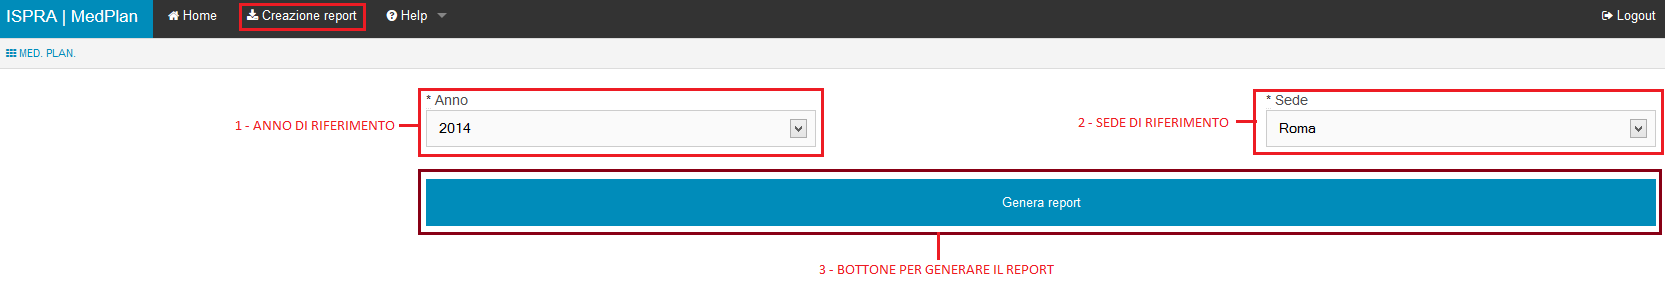 ISPRA | MedPlan Home Creazione report Help Logout
MED. PLAN.
* Anno * Sede
1 - ANNO DI RIFERIMENTO 2014 2 - SEDE DI RIFERIMENTO Roma
Genera report
3 - BOTTONE PER GENERARE IL REPORT